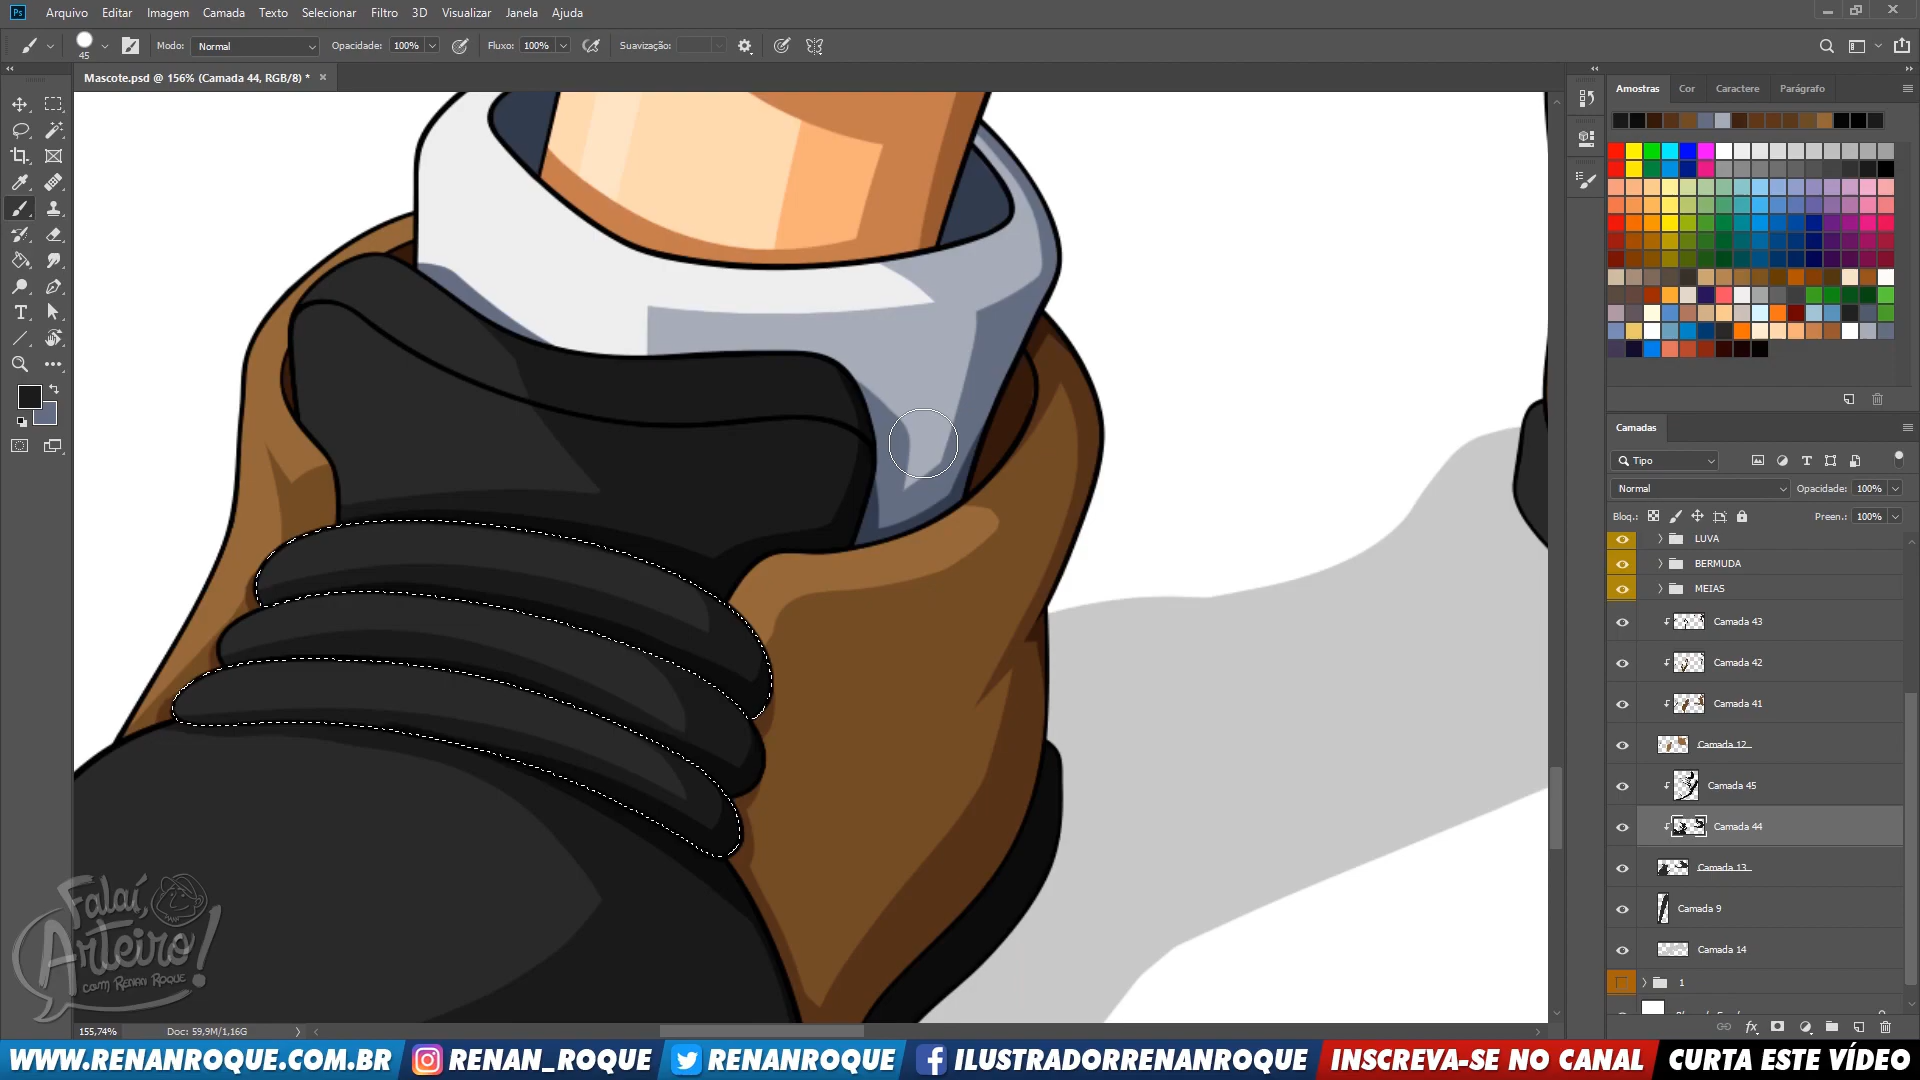 Ps Arquivo Editar Imagem Camada Texto Selecionar Filtro 3D Visualizar Janela Ajuda
45 Modo: Normal Opacidade: 100% Fluxo: 100% Suavização:
Mascote.psd @ 156% (Camada 44, RGB/8) * ×
Amostras Cor Caractere Parágrafo
Camadas
Tipo
Normal Opacidade: 100%
Bloq.: Preen.: 100%
LUVA
BERMUDA
MEIAS
Camada 43
Camada 42
Camada 41
Camada 12
Camada 45
Camada 44
Camada 13
Camada 9
Camada 14
1
Falaí,
Arteiro!
COM RENAN ROQUE
155,74% Doc: 59,9M/1,16G
WWW.RENANROQUE.COM.BR RENAN_ROQUE RENANROQUE ILUSTRADORRENANROQUE INSCREVA-SE NO CANAL CURTA ESTE VÍDEO